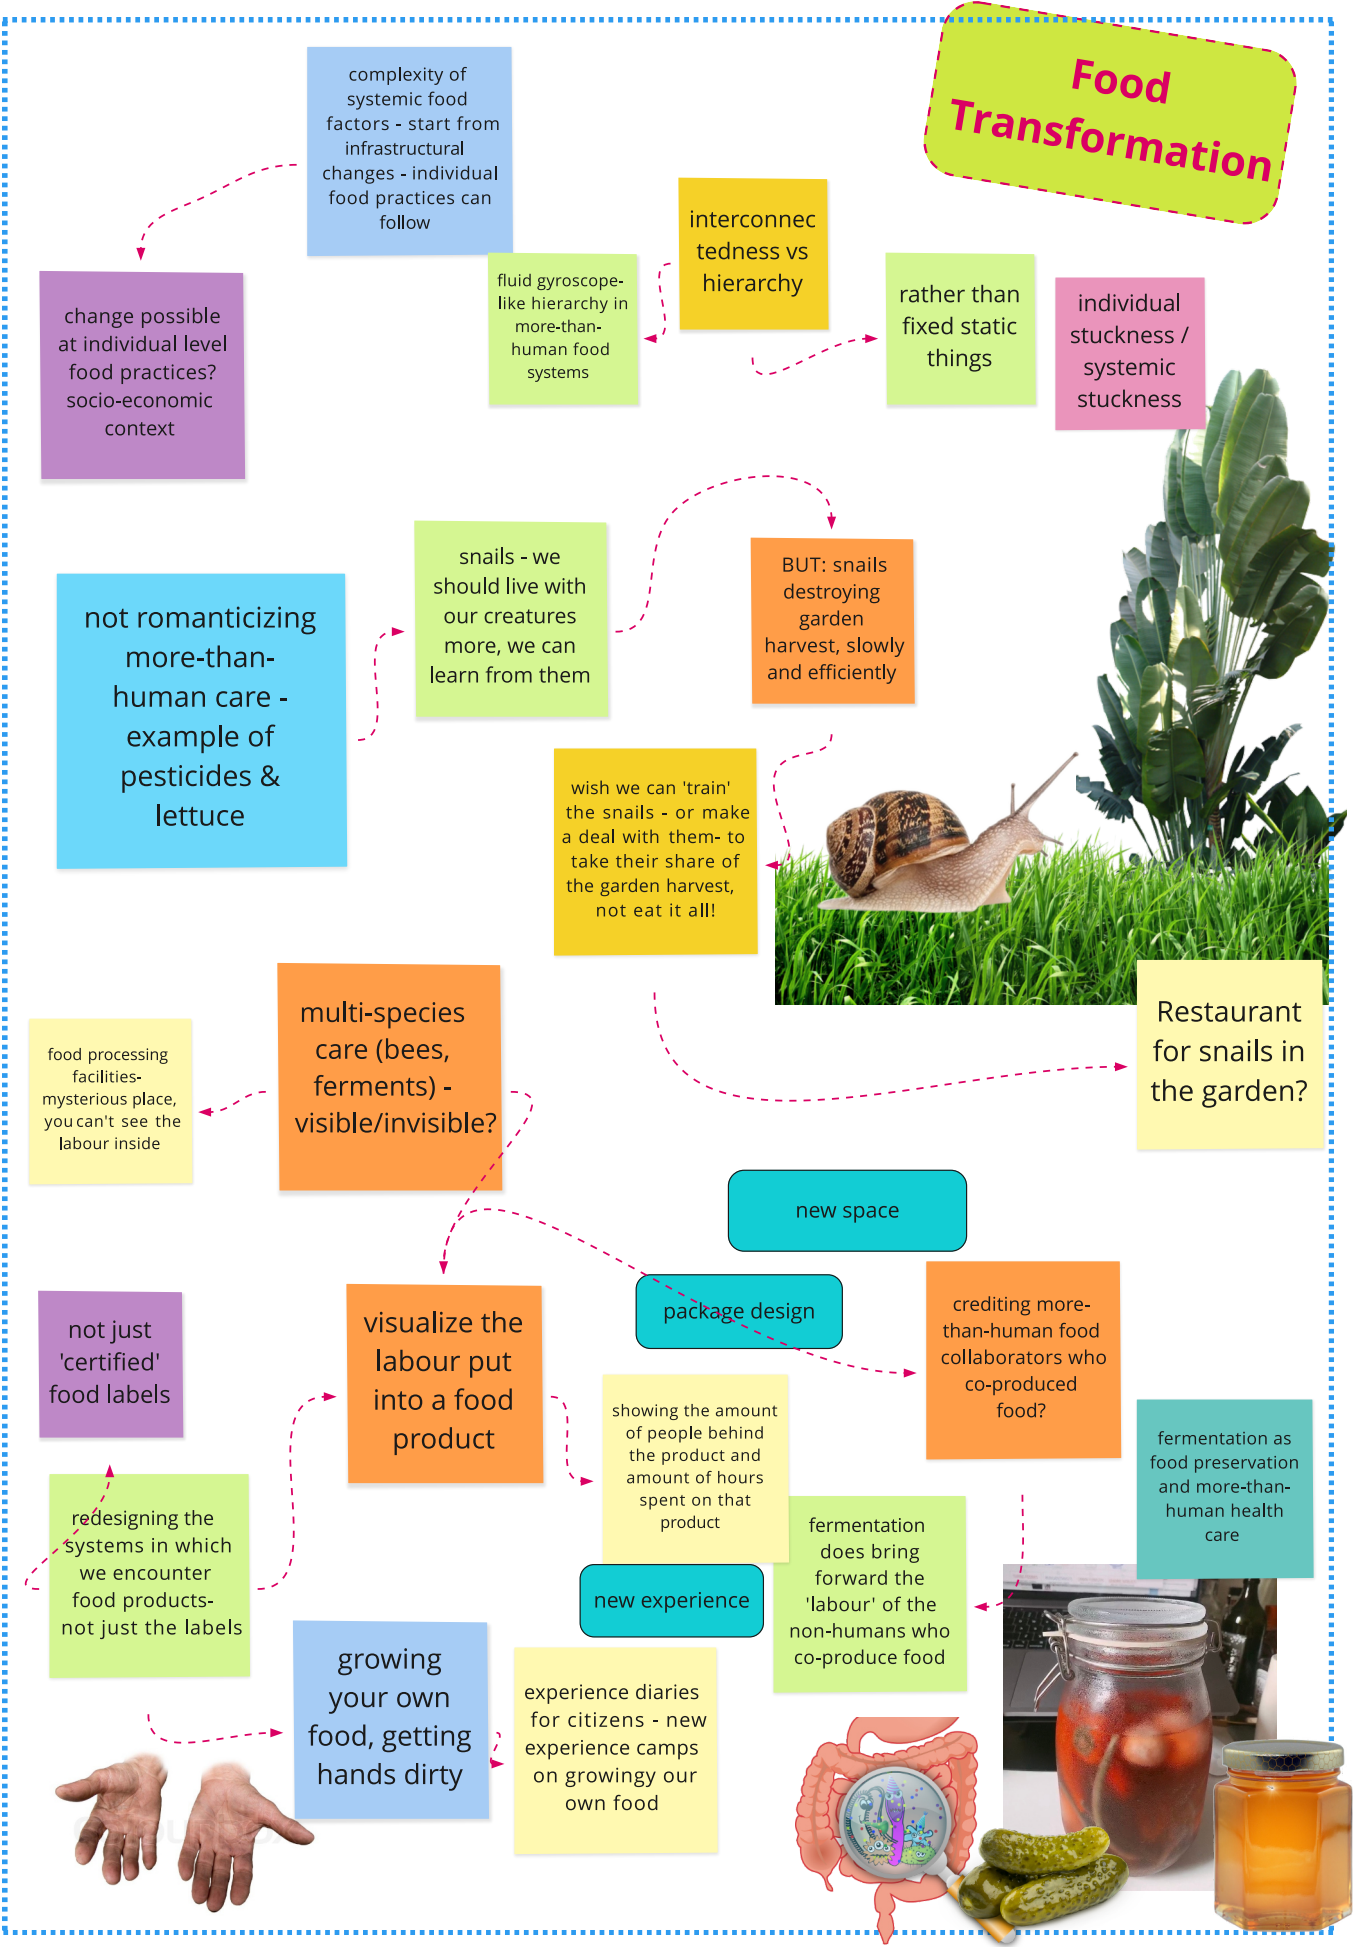 Food
Transformation
complexity of
systemic food
factors - start from
infrastructural
changes - individual
food practices can
follow
change possible
at individual level
food practices?
socio-economic
context
interconnec
tedness vs
hierarchy
fluid gyroscope-
like hierarchy in
more-than-
human food
systems
rather than
fixed static
things
individual
stuckness /
systemic
stuckness
not romanticizing
more-than-
human care -
example of
pesticides &
lettuce
snails - we
should live with
our creatures
more, we can
learn from them
BUT: snails
destroying
garden
harvest, slowly
and efficiently
wish we can 'train'
the snails - or make
a deal with them- to
take their share of
the garden harvest,
not eat it all!
Restaurant
for snails in
the garden?
multi-species
care (bees,
ferments) -
visible/invisible?
food processing
facilities-
mysterious place,
you can't see the
labour inside
new space
package design
crediting more-
than-human food
collaborators who
co-produced
food?
not just
'certified'
food labels
visualize the
labour put
into a food
product
showing the amount
of people behind
the product and
amount of hours
spent on that
product
fermentation as
food preservation
and more-than-
human health
care
redesigning the
systems in which
we encounter
food products-
not just the labels
fermentation
does bring
forward the
'labour' of the
non-humans who
co-produce food
new experience
growing
your own
food, getting
hands dirty
experience diaries
for citizens - new
experience camps
on growingy our
own food